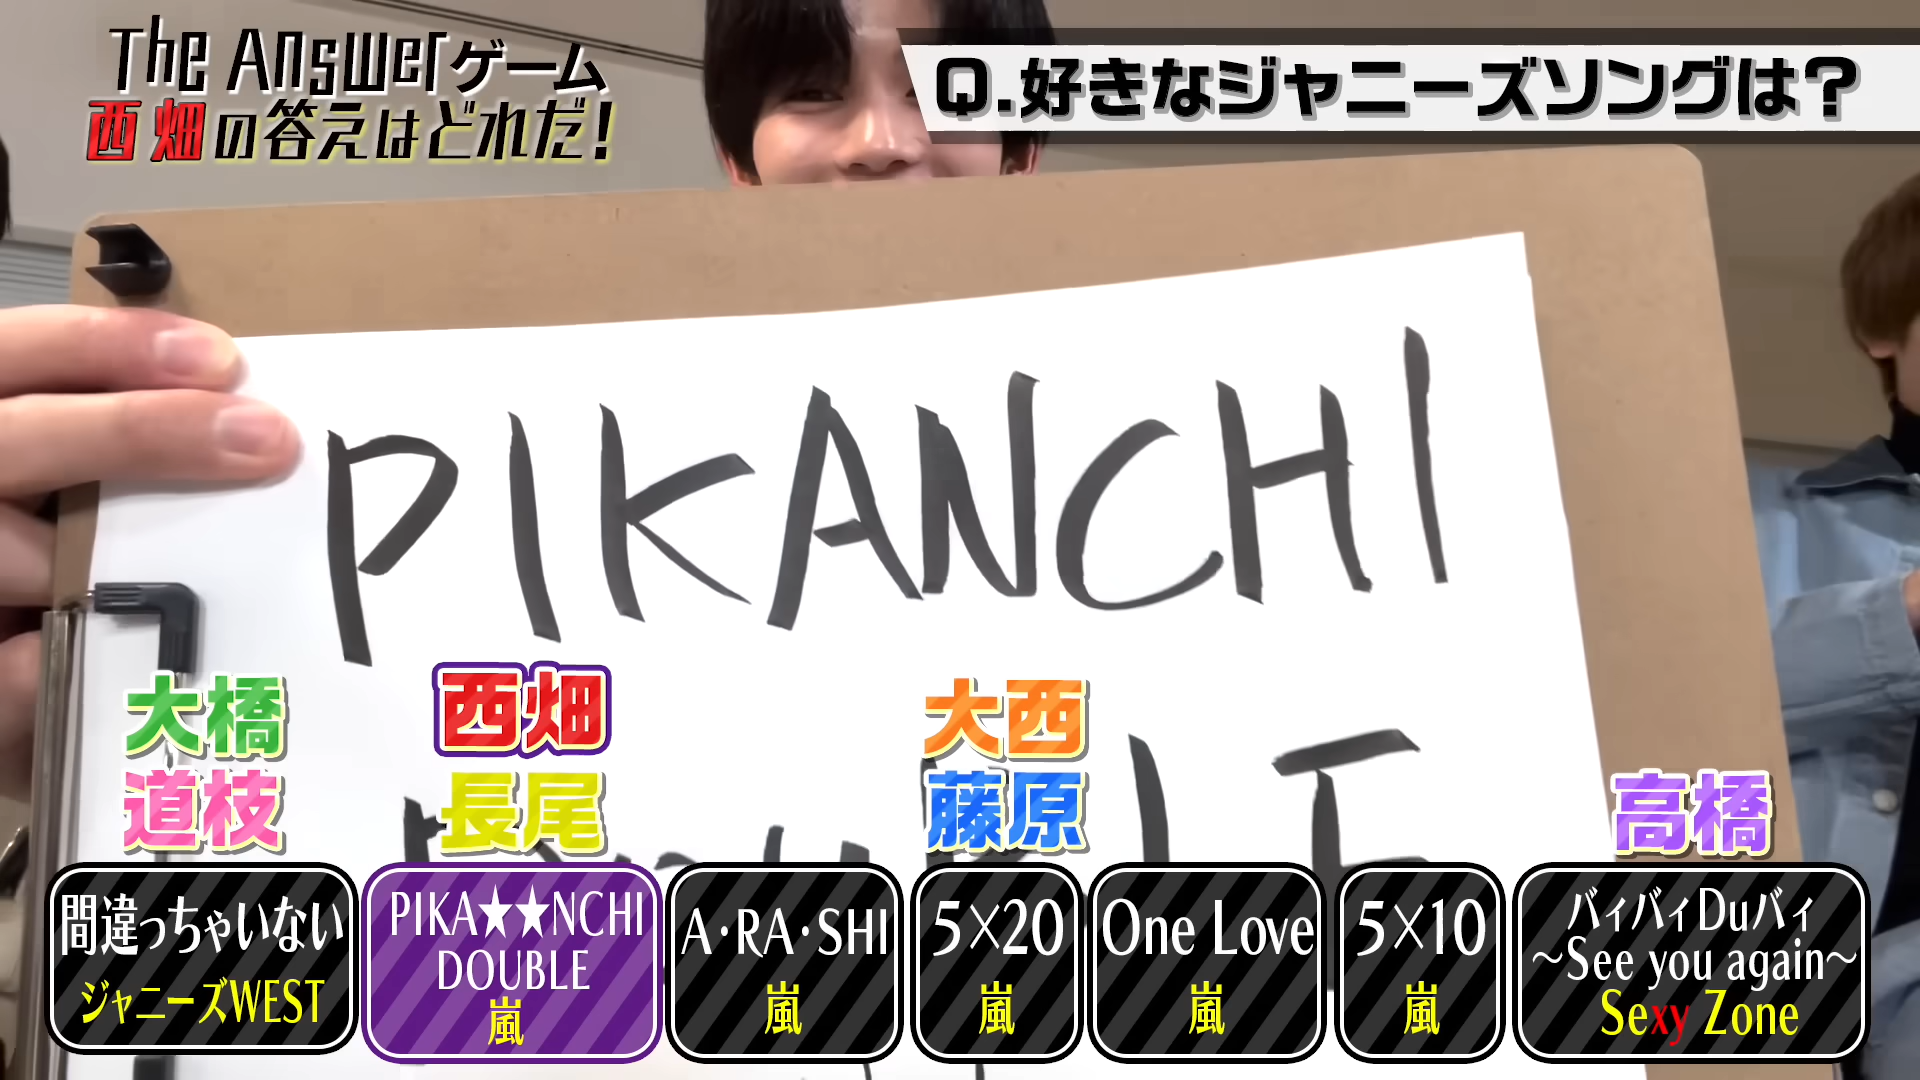 The Answerゲーム
西畑の答えはどれだ!
Q.好きなジャニーズソングは?
PIKANCHI
大橋
道枝
西畑
長尾
大西
藤原
高橋
間違っちゃいない
ジャニーズWEST
PIKA★★NCHI
DOUBLE
嵐
A・RA・SHI
嵐
5×20
嵐
One Love
嵐
5×10
嵐
バィバィDuバィ
~See you again~
Sexy Zone